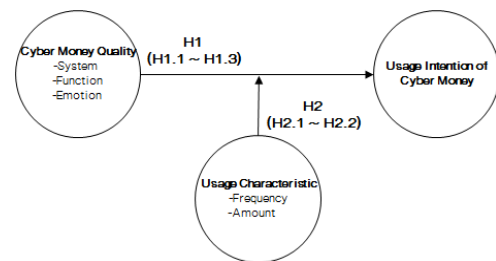 Cyber Money Quality
-System
-Function
-Emotion
H1
(H1.1 ~ H1.3)
Usage Intention of
Cyber Money
H2
(H2.1 ~ H2.2)
Usage Characteristic
-Frequency
-Amount